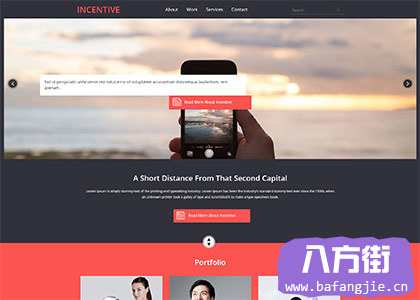 INCENTIVE
About Work Services Contact
Search
Sed ut perspiciatis unde omnis iste natus error sit voluptatem accusantium doloremque laudantium, rem aperiam.
Read More About Incentive
A Short Distance From That Second Capital
Lorem Ipsum is simply dummy text of the printing and typesetting industry. Lorem Ipsum has been the industry's standard dummy text ever since the 1500s, when
an unknown printer took a galley of type and scrambled it to make a type specimen book.
Read More About Incentive
Portfolio
八方街
www.bafangjie.cn